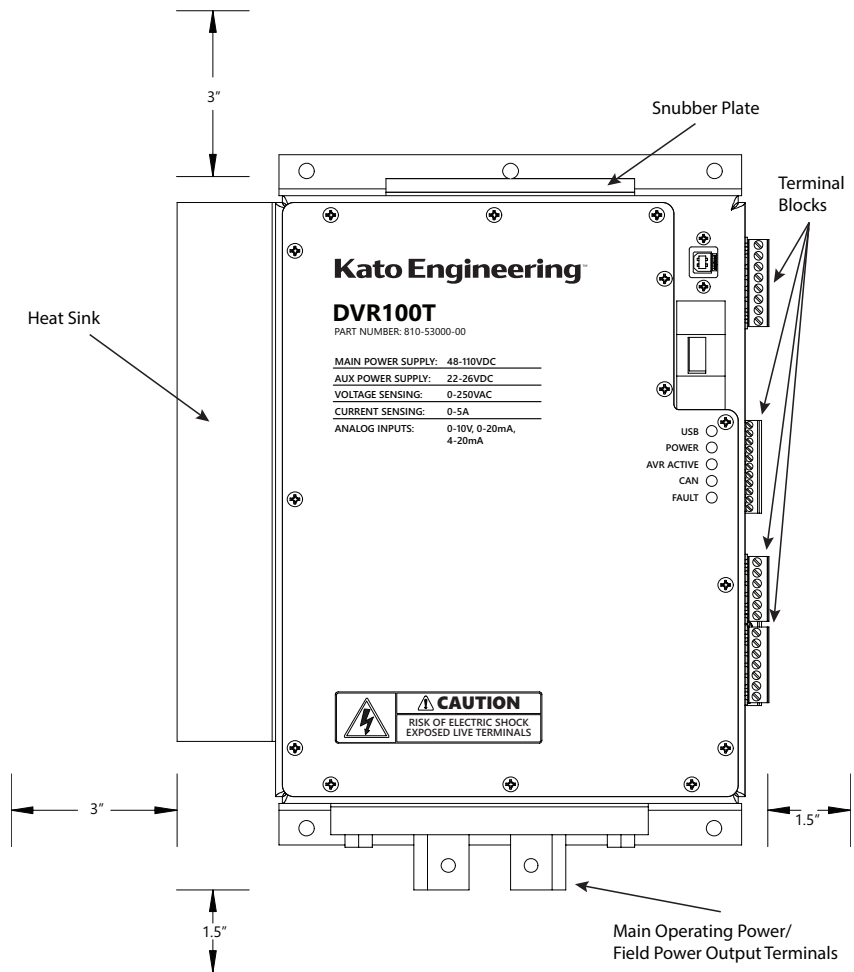 3"
Snubber Plate
Terminal
Blocks
Heat Sink
Kato Engineering™
DVR100T
PART NUMBER: 810-53000-00
MAIN POWER SUPPLY: 48-110VDC
AUX POWER SUPPLY: 22-26VDC
VOLTAGE SENSING: 0-250VAC
CURRENT SENSING: 0-5A
ANALOG INPUTS: 0-10V, 0-20mA,
4-20mA
USB
POWER
AVR ACTIVE
CAN
FAULT
CAUTION
RISK OF ELECTRIC SHOCK
EXPOSED LIVE TERMINALS
3"
1.5"
1.5"
Main Operating Power/
Field Power Output Terminals